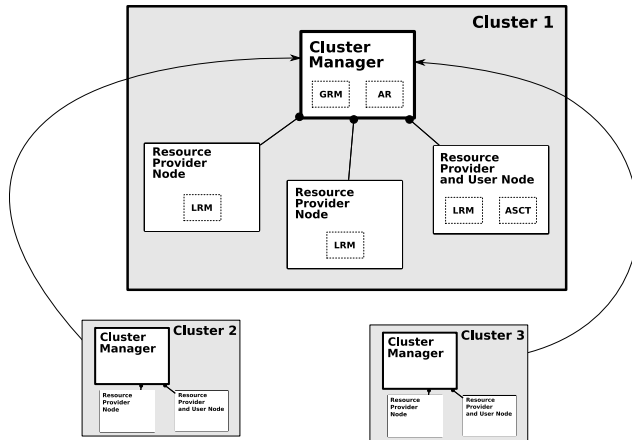 Cluster 1
Cluster
Manager
GRM
AR
Resource
Provider
Node
LRM
Resource
Provider
Node
LRM
Resource
Provider
and User Node
LRM
ASCT
Cluster 2
Cluster
Manager
Resource
Provider
Node
Resource
Provider
and User Node
Cluster 3
Cluster
Manager
Resource
Provider
Node
Resource
Provider
and User Node